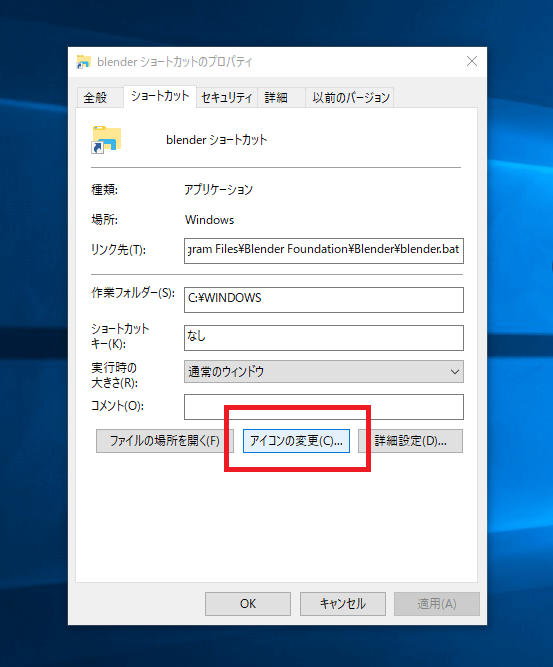 blender ショートカットのプロパティ
全般 ショートカット セキュリティ 詳細 以前のバージョン
blender ショートカット
種類: アプリケーション
場所: Windows
リンク先(T): gram Files¥Blender Foundation¥Blender¥blender.bat
作業フォルダー(S): C:¥WINDOWS
ショートカット
キー(K): なし
実行時の
大きさ(R): 通常のウィンドウ
コメント(O):
ファイルの場所を開く(F) アイコンの変更(C)... 詳細設定(D)...
OK キャンセル 適用(A)